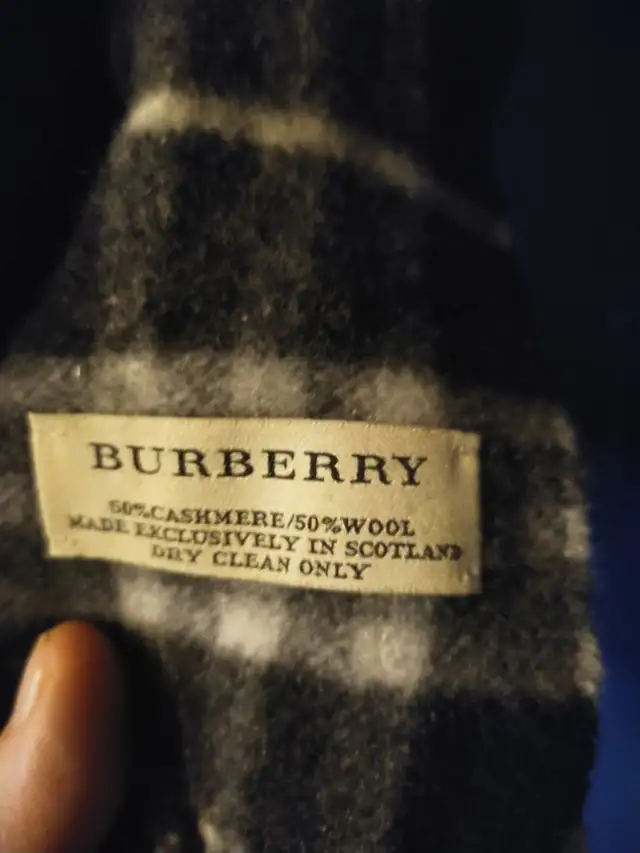 BURBERRY
50%CASHMERE/50%WOOL
MADE EXCLUSIVELY IN SCOTLAND
DRY CLEAN ONLY